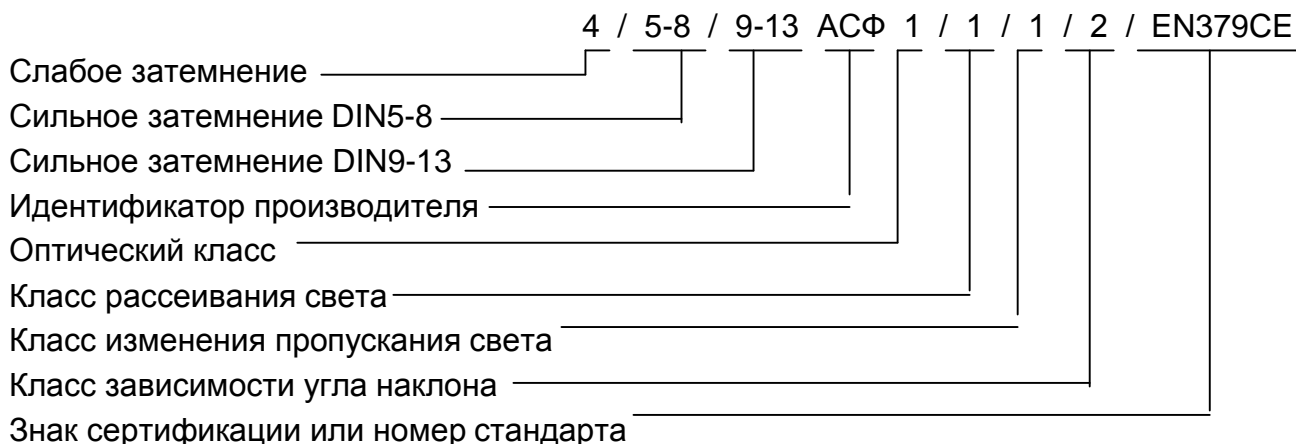 4 / 5-8 / 9-13 АСФ 1 / 1 / 1 / 2 / EN379CE
Слабое затемнение
Сильное затемнение DIN5-8
Сильное затемнение DIN9-13
Идентификатор производителя
Оптический класс
Класс рассеивания света
Класс изменения пропускания света
Класс зависимости угла наклона
Знак сертификации или номер стандарта